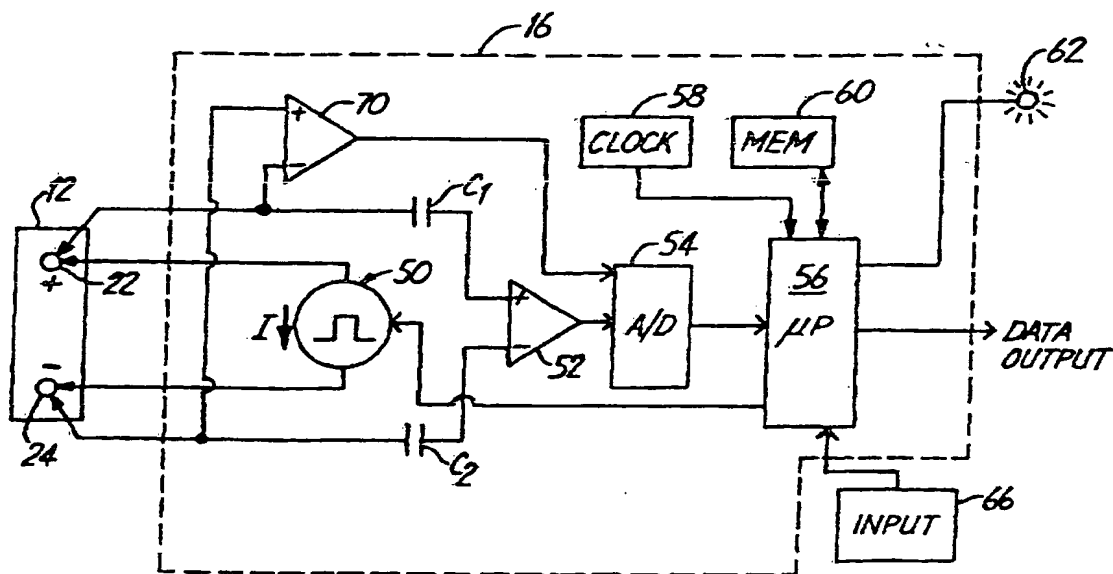 16
62
70
58
60
CLOCK
MEM
12
C1
+
-
54
22
+
50
I
+
-
52
A/D
56
μP
DATA
OUTPUT
-
24
C2
INPUT
66